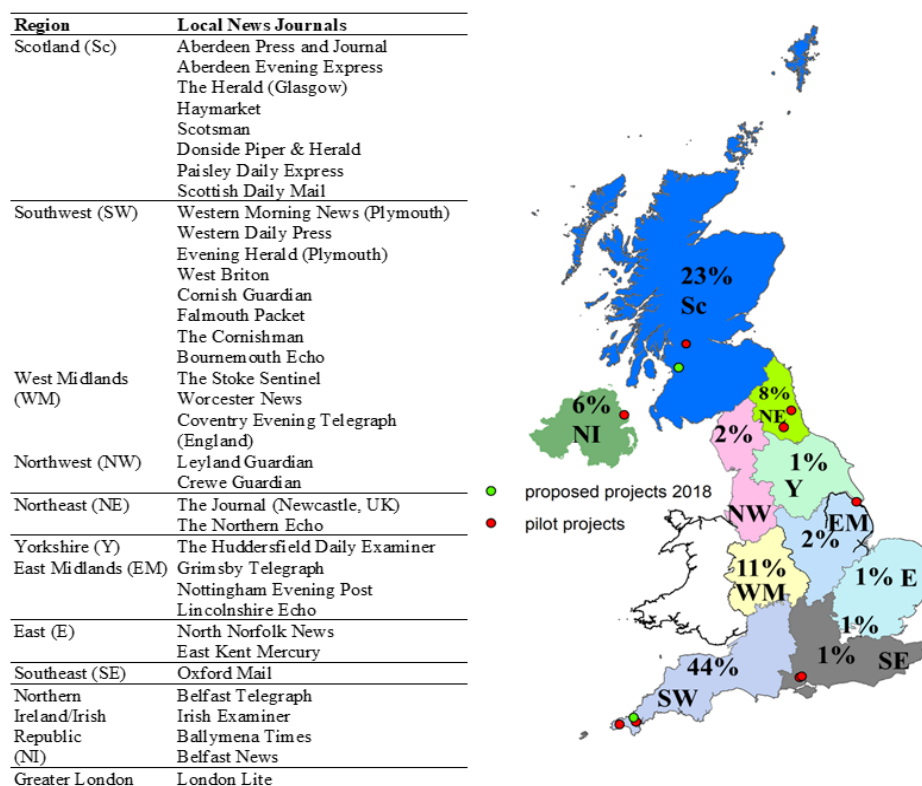 Region Local News Journals
Scotland (Sc) Aberdeen Press and Journal
Aberdeen Evening Express
The Herald (Glasgow)
Haymarket
Scotsman
Donside Piper & Herald
Paisley Daily Express
Scottish Daily Mail
Southwest (SW) Western Morning News (Plymouth)
Western Daily Press
Evening Herald (Plymouth)
West Briton
Cornish Guardian
Falmouth Packet
The Cornishman
Bournemouth Echo
West Midlands The Stoke Sentinel
(WM) Worcester News
Coventry Evening Telegraph
(England)
Northwest (NW) Leyland Guardian
Crewe Guardian
Northeast (NE) The Journal (Newcastle, UK)
The Northern Echo
Yorkshire (Y) The Huddersfield Daily Examiner
East Midlands (EM) Grimsby Telegraph
Nottingham Evening Post
Lincolnshire Echo
East (E) North Norfolk News
East Kent Mercury
Southeast (SE) Oxford Mail
Northern Belfast Telegraph
Ireland/Irish Irish Examiner
Republic Ballymena Times
(NI) Belfast News
Greater London London Lite
23%
Sc
8%
NE
6%
NI
2%
NW
1%
Y
EM
2%
11%
WM
1% E
1%
1%
SE
44%
SW
proposed projects 2018
pilot projects